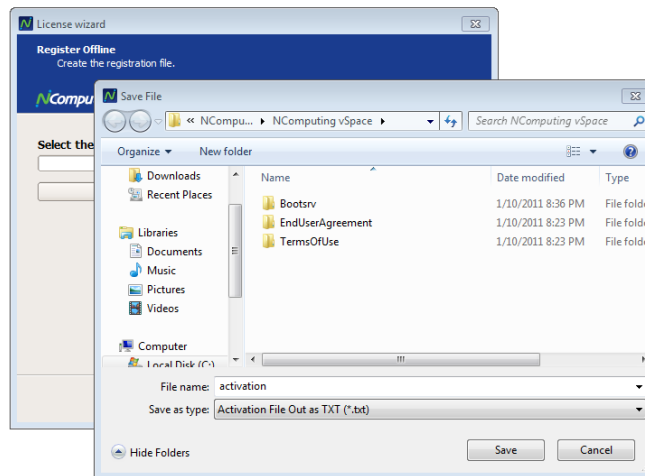 License wizard
Register Offline
Create the registration file.
Save File
« NCompu... ▸ NComputing vSpace ▸
Search NComputing vSpace
Select the
Organize
New folder
Downloads
Recent Places
Libraries
Documents
Music
Pictures
Videos
Computer
Local Disk (C:)
Name
Date modified
Type
Bootsrv
1/10/2011 8:36 PM
File folde
EndUserAgreement
1/10/2011 8:23 PM
File folde
TermsOfUse
1/10/2011 8:23 PM
File folde
File name:
activation
Save as type:
Activation File Out as TXT (*.txt)
Hide Folders
Save
Cancel